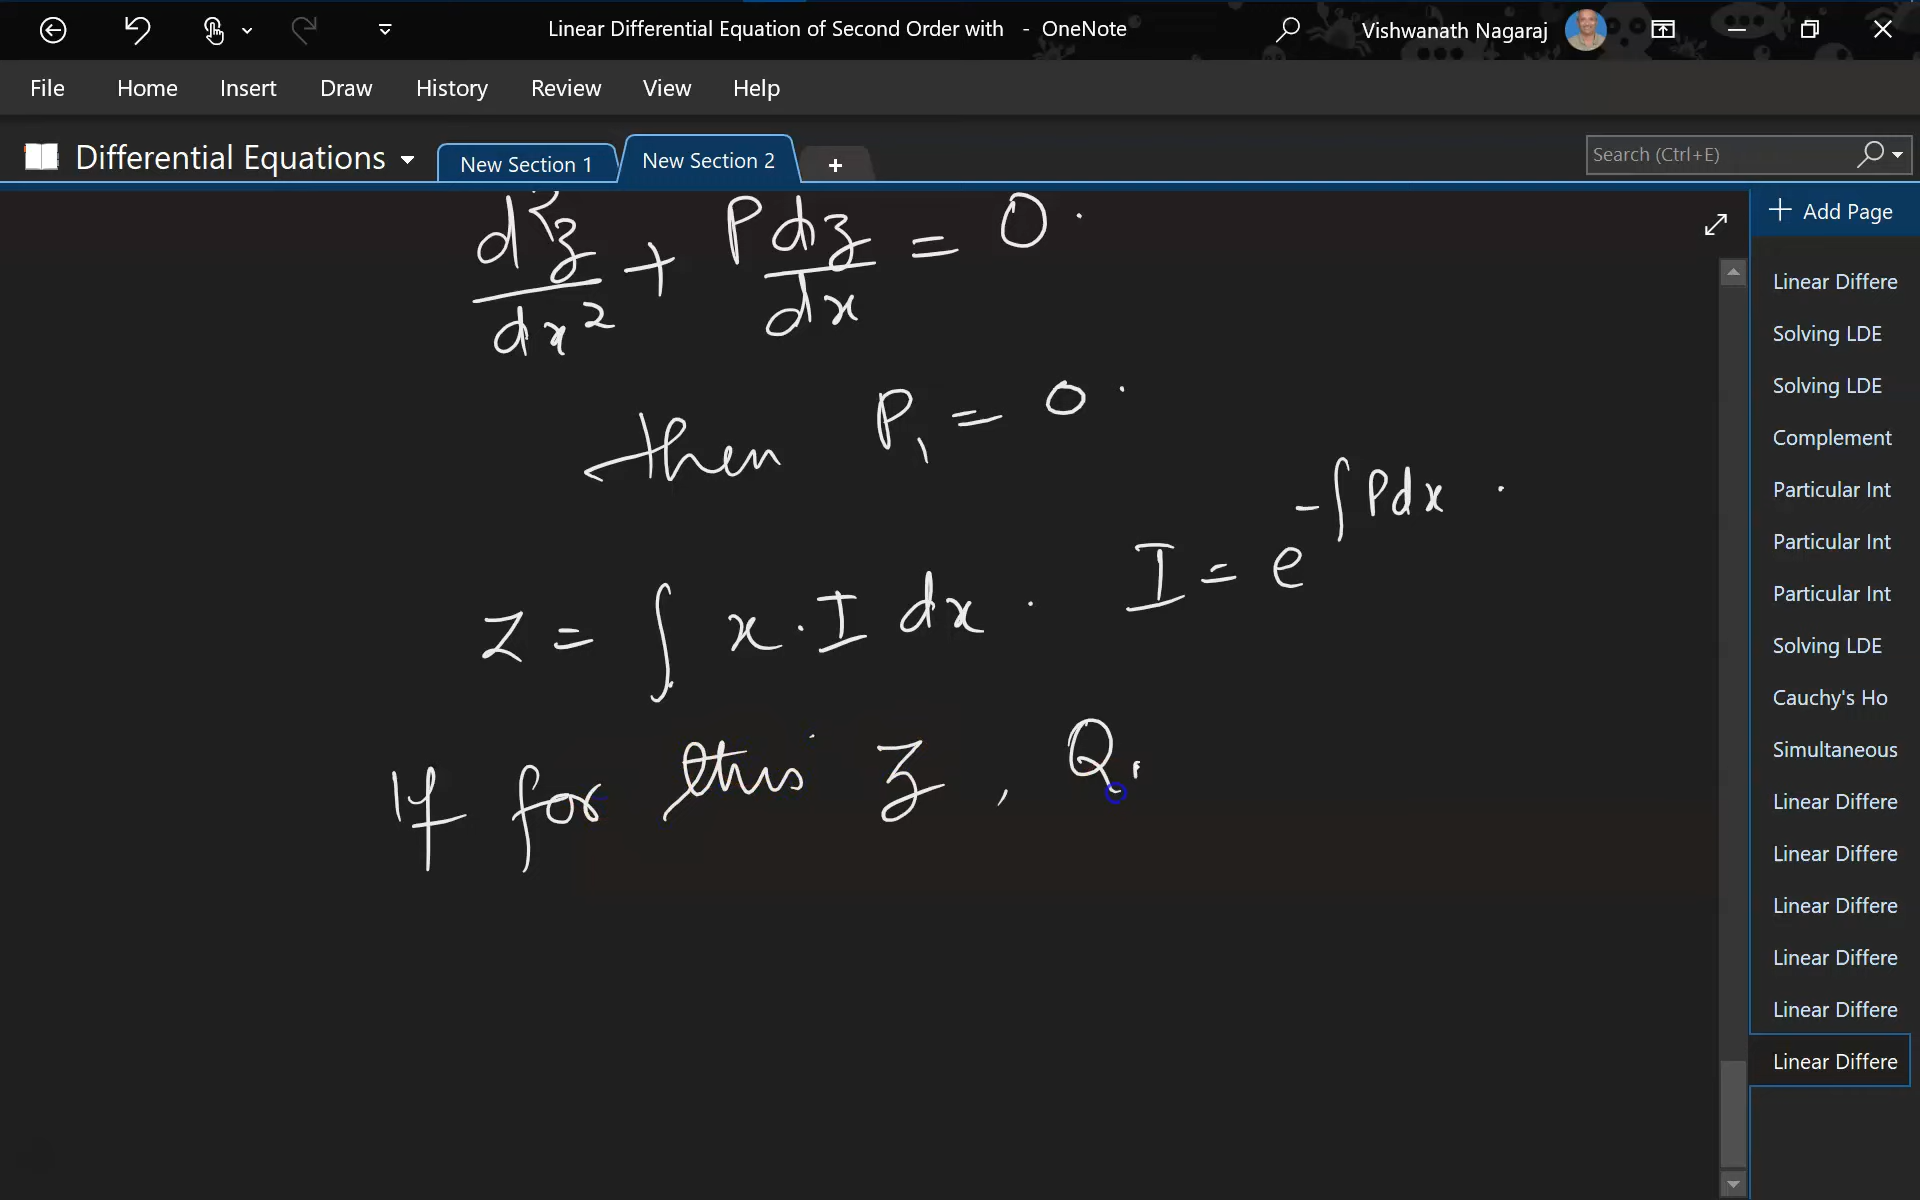 Linear Differential Equation of Second Order with - OneNote
Vishwanath Nagaraj
File Home Insert Draw History Review View Help
Differential Equations
New Section 1
New Section 2
+
Search (Ctrl+E)
d²z/dx² + Pdz/dx = 0.
then P₁ = 0.
z = ∫ x · I dx . I = e^(-∫Pdx) .
If for this z , Q₁
+ Add Page
Linear Differe
Solving LDE
Solving LDE
Complement
Particular Int
Particular Int
Particular Int
Solving LDE
Cauchy's Ho
Simultaneous
Linear Differe
Linear Differe
Linear Differe
Linear Differe
Linear Differe
Linear Differe